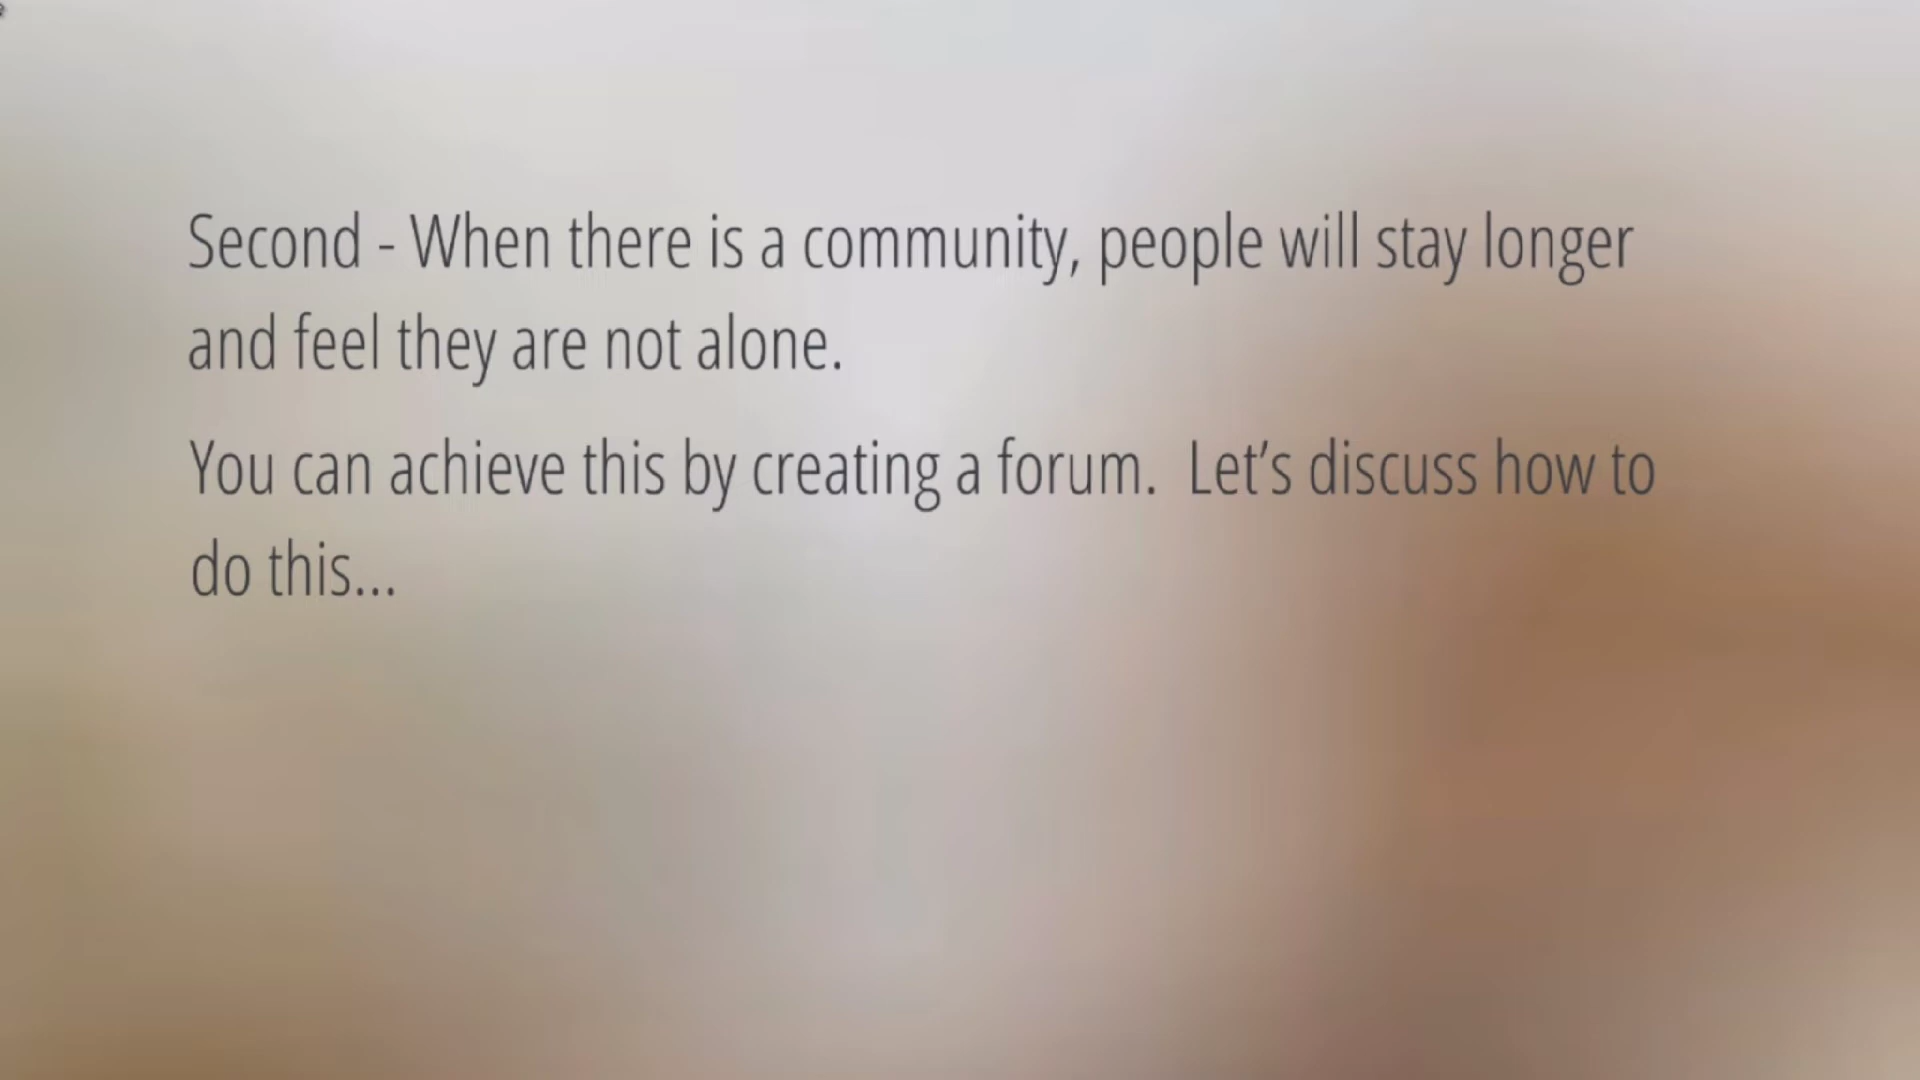 Second - When there is a community, people will stay longer
and feel they are not alone.
You can achieve this by creating a forum.  Let’s discuss how to
do this...